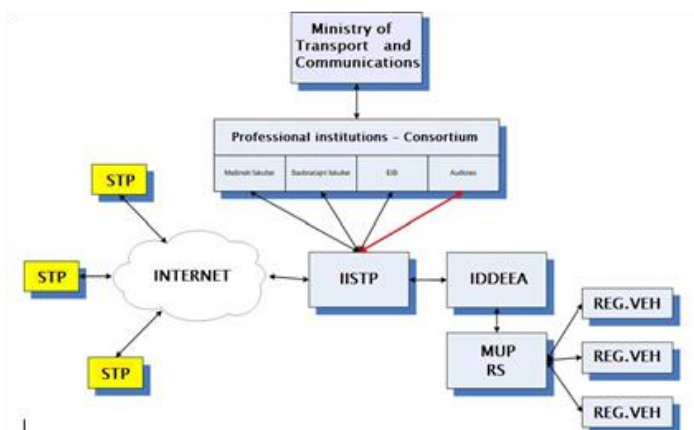 Ministry of
Transport and
Communications
Professional institutions – Consortium
Mašinski fakultet
Saobraćajni fakultet
EIB
Audiorex
STP
STP
STP
INTERNET
IISTP
IDDEEA
MUP
RS
REG.VEH
REG.VEH
REG.VEH